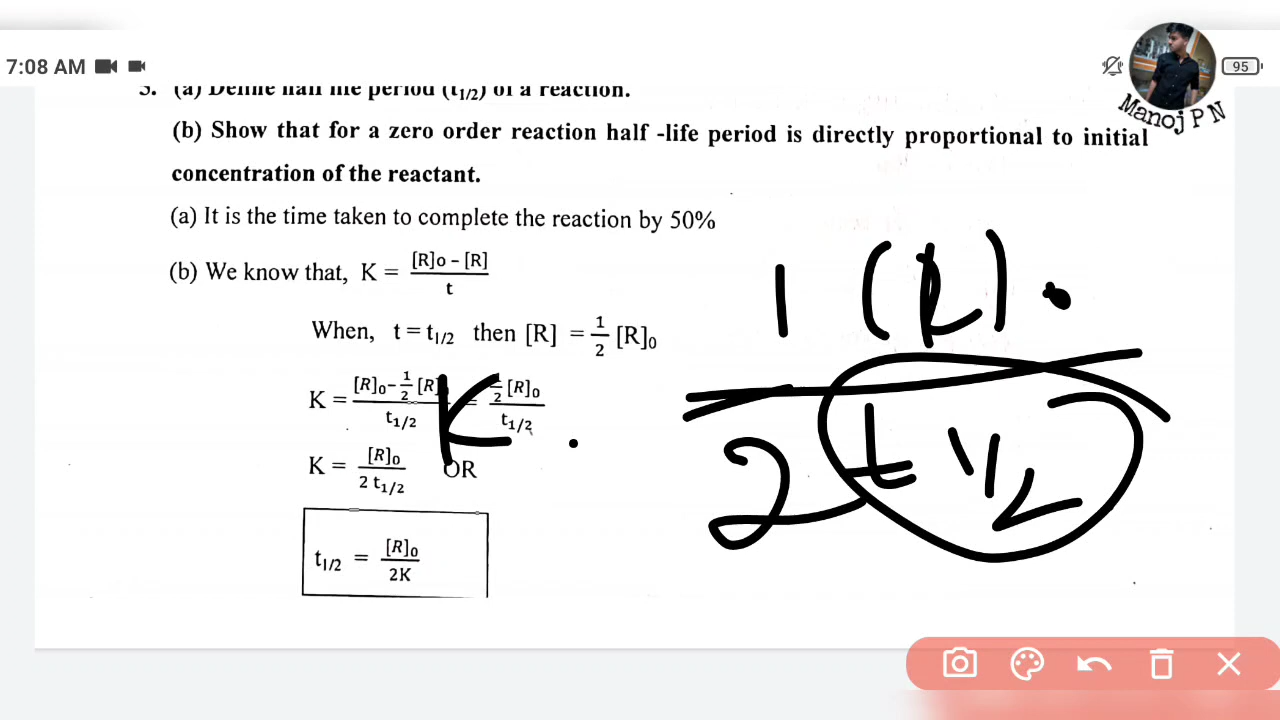 7:08 AM
95
Manoj P N
3. (a) Define half life period (t1/2) of a reaction.
(b) Show that for a zero order reaction half -life period is directly proportional to initial
concentration of the reactant.
(a) It is the time taken to complete the reaction by 50%
(b) We know that, K = [R]o - [R] / t
When, t = t1/2 then [R] = 1/2 [R]0
K = [R]0 - 1/2 [R] / t1/2 = 1/2 [R]0 / t1/2
K = [R]0 / 2 t1/2 OR
t1/2 = [R]0 / 2K
K
1 (R)0
2 t 1/2